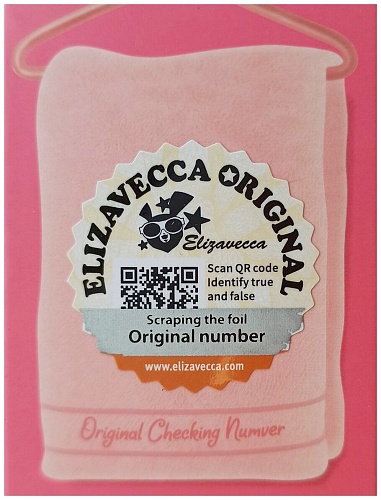 ELIZAVECCA ORIGINAL
Elizavecca
Scan QR code
Identify true
and false
Scraping the foil
Original number
www.elizavecca.com
Original Checking Numver